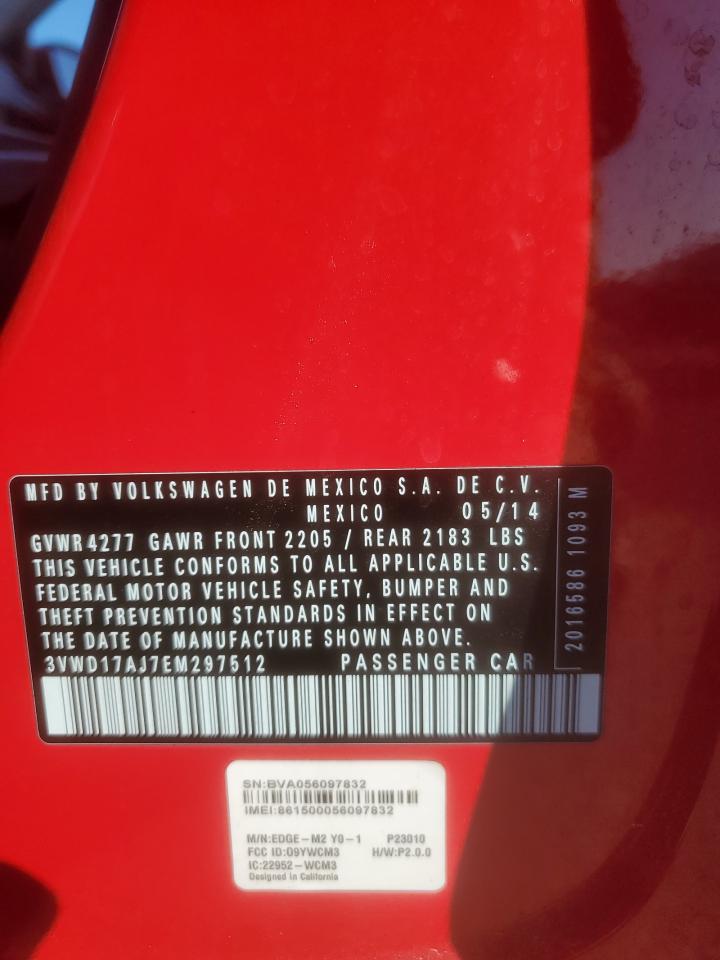 MFD BY VOLKSWAGEN DE MEXICO S.A. DE C.V.
MEXICO 05/14
GVWR 4277 GAWR FRONT 2205 / REAR 2183 LBS
THIS VEHICLE CONFORMS TO ALL APPLICABLE U.S.
FEDERAL MOTOR VEHICLE SAFETY, BUMPER AND
THEFT PREVENTION STANDARDS IN EFFECT ON
THE DATE OF MANUFACTURE SHOWN ABOVE.
3VWD17AJ7EM297512 PASSENGER CAR
2016586 1093 M
SN:BVA056097832
IMEI:861500056097832
M/N:EDGE-M2 Y0-1 P23010
FCC ID:O9YWCM3 H/W:P2.0.0
IC:22952-WCM3
Designed in California